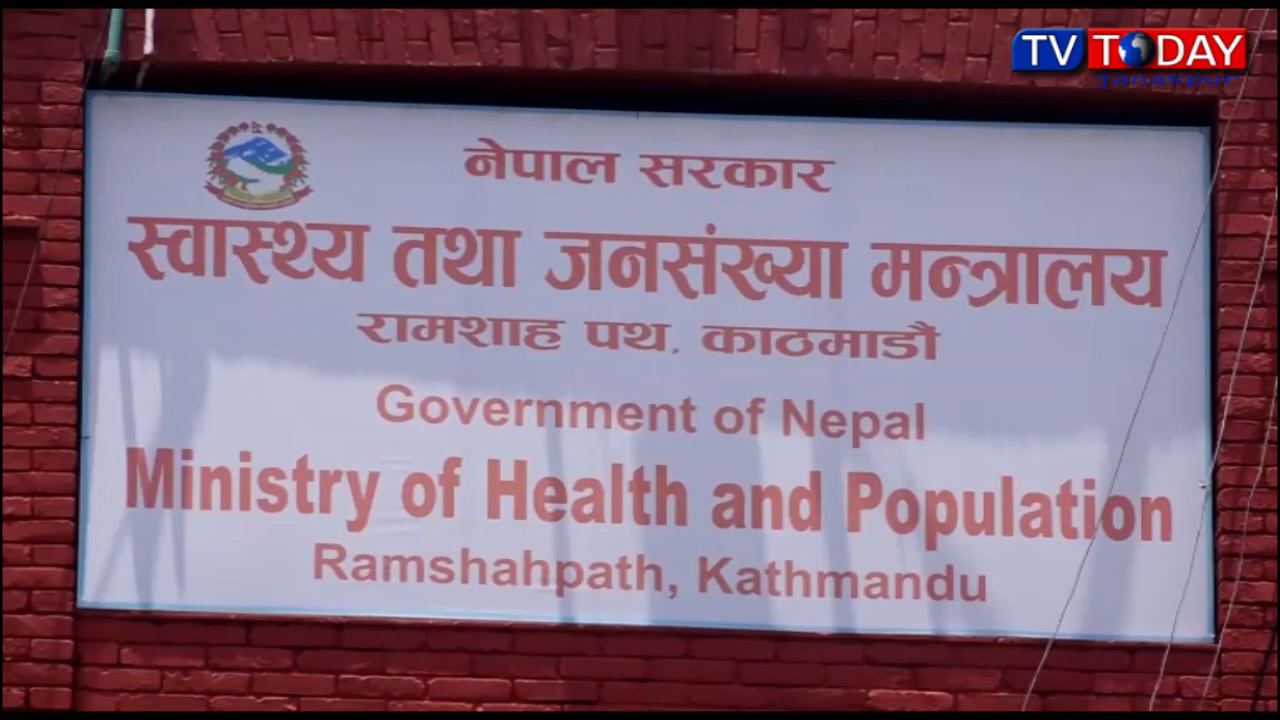 TV TODAY
Janakpur
नेपाल सरकार
स्वास्थ्य तथा जनसंख्या मन्त्रालय
रामशाह पथ, काठमाडौं
Government of Nepal
Ministry of Health and Population
Ramshahpath, Kathmandu